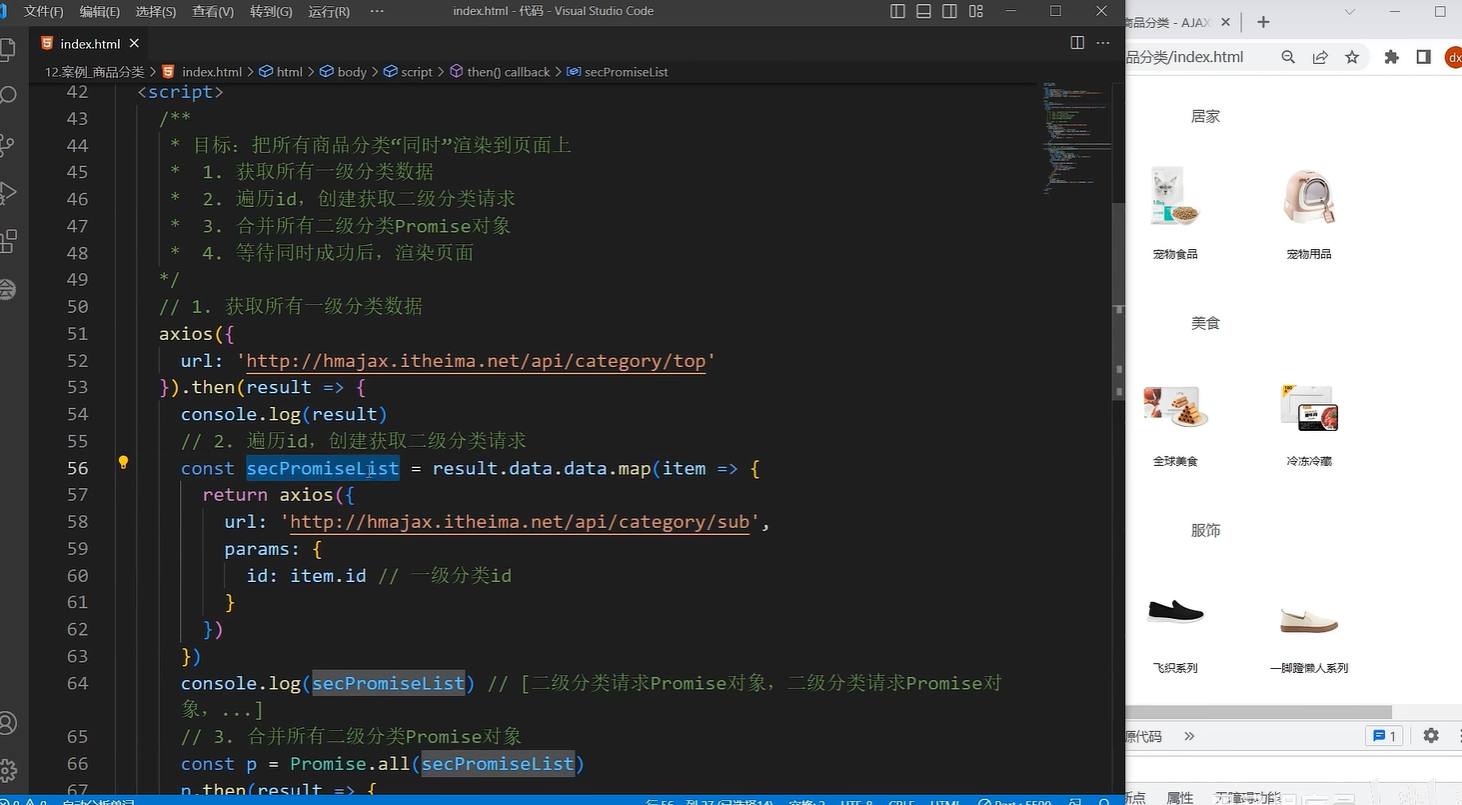 文件(F) 编辑(E) 选择(S) 查看(V) 转到(G) 运行(R) ··· index.html - 代码 - Visual Studio Code
index.html
12.案例_商品分类 > index.html > html > body > script > then() callback > secPromiseList
42 <script>
43 /**
44 * 目标: 把所有商品分类“同时”渲染到页面上
45 * 1. 获取所有一级分类数据
46 * 2. 遍历id, 创建获取二级分类请求
47 * 3. 合并所有二级分类Promise对象
48 * 4. 等待同时成功后, 渲染页面
49 */
50 // 1. 获取所有一级分类数据
51 axios({
52 url: 'http://hmajax.itheima.net/api/category/top'
53 }).then(result => {
54 console.log(result)
55 // 2. 遍历id, 创建获取二级分类请求
56 const secPromiseList = result.data.data.map(item => {
57 return axios({
58 url: 'http://hmajax.itheima.net/api/category/sub',
59 params: {
60 id: item.id // 一级分类id
61 }
62 })
63 })
64 console.log(secPromiseList) // [二级分类请求Promise对象, 二级分类请求Promise对
象, ...]
65 // 3. 合并所有二级分类Promise对象
66 const p = Promise.all(secPromiseList)
67 p.then(result => {
商品分类 - AJAX
品分类/index.html
dx
居家
宠物食品 宠物用品
美食
全球美食 冷冻冷藏
服饰
飞织系列 一脚蹬懒人系列
源代码 » 1
属性 无障碍功能